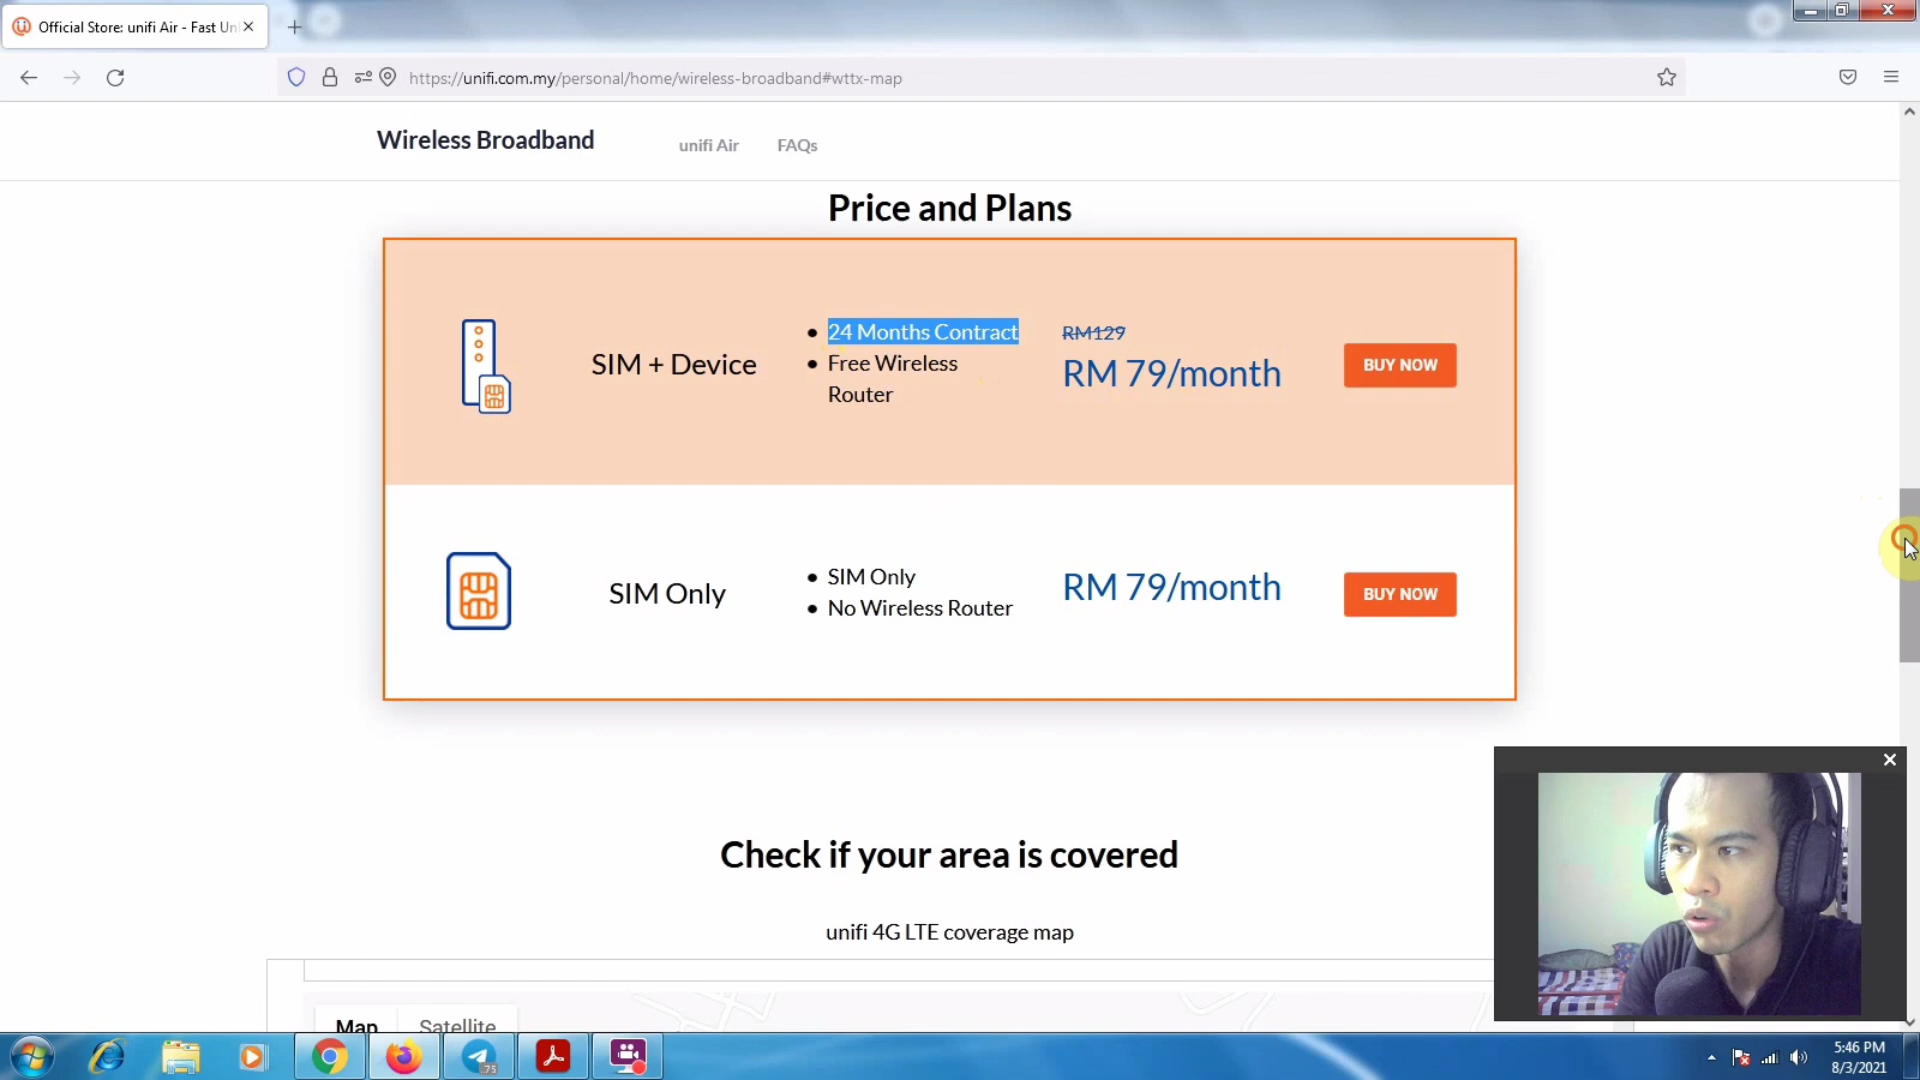 Official Store: unifi Air - Fast Un
https://unifi.com.my/personal/home/wireless-broadband#wttx-map
Wireless Broadband
unifi Air
FAQs
Price and Plans
SIM + Device
24 Months Contract
Free Wireless
Router
RM129
RM 79/month
BUY NOW
SIM Only
SIM Only
No Wireless Router
RM 79/month
BUY NOW
Check if your area is covered
unifi 4G LTE coverage map
Map
Satellite
75
5:46 PM
8/3/2021